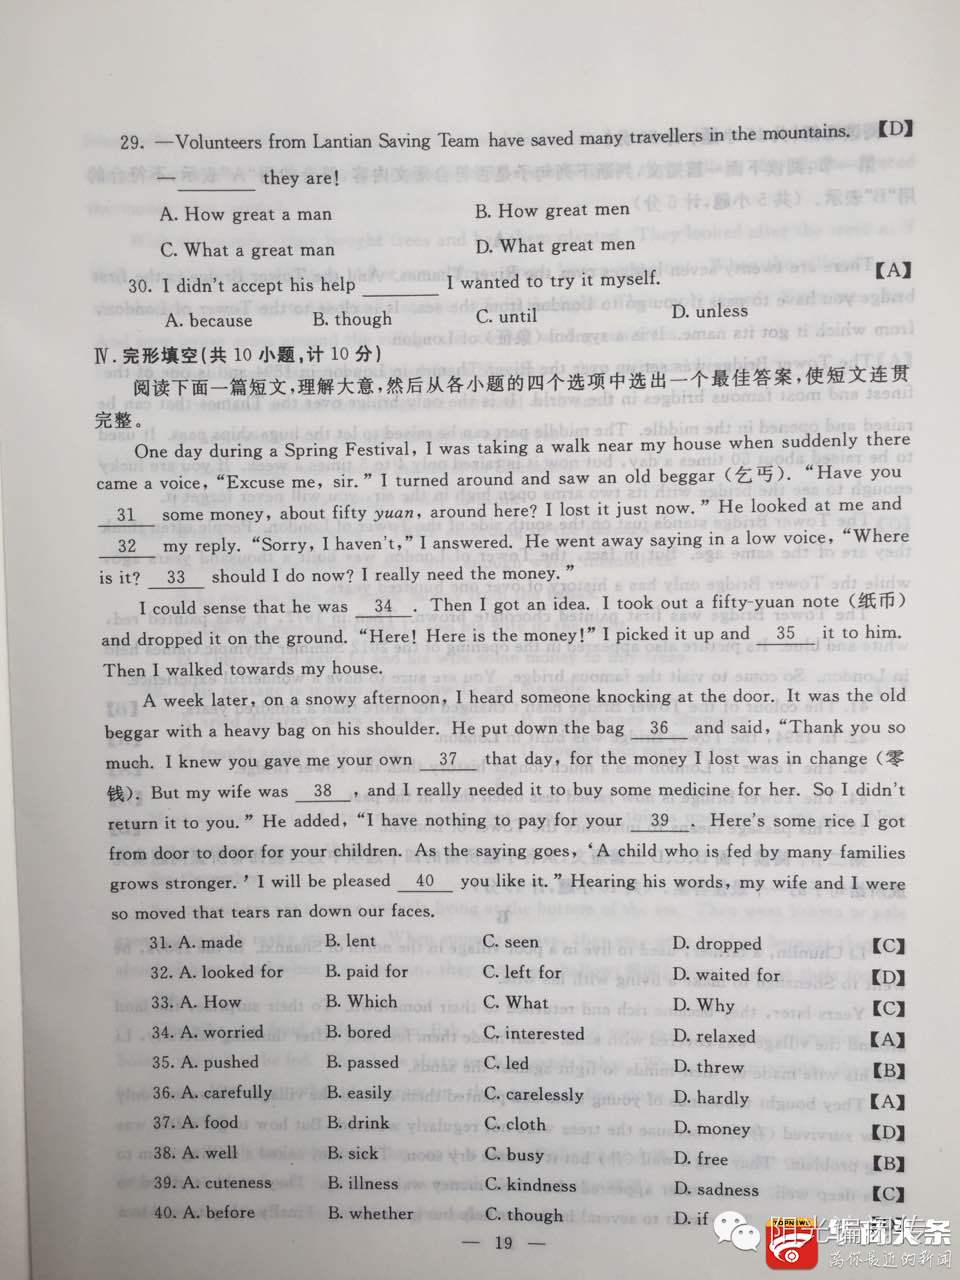 29. —Volunteers from Lantian Saving Team have saved many travellers in the mountains. 【D】
— ________ they are!
A. How great a man B. How great men
C. What a great man D. What great men
30. I didn't accept his help ________ I wanted to try it myself. 【A】
A. because B. though C. until D. unless
Ⅳ. 完形填空(共 10 小题,计 10 分)
阅读下面一篇短文,理解大意,然后从各小题的四个选项中选出一个最佳答案,使短文连贯
完整。
One day during a Spring Festival, I was taking a walk near my house when suddenly there
came a voice, “Excuse me, sir.” I turned around and saw an old beggar (乞丐). “Have you
31 some money, about fifty yuan, around here? I lost it just now.” He looked at me and
32 my reply. “Sorry, I haven't,” I answered. He went away saying in a low voice, “Where
is it? 33 should I do now? I really need the money.”
I could sense that he was 34 . Then I got an idea. I took out a fifty-yuan note (纸币)
and dropped it on the ground. “Here! Here is the money!” I picked it up and 35 it to him.
Then I walked towards my house.
A week later, on a snowy afternoon, I heard someone knocking at the door. It was the old
beggar with a heavy bag on his shoulder. He put down the bag 36 and said, “Thank you so
much. I knew you gave me your own 37 that day, for the money I lost was in change (零
钱). But my wife was 38 , and I really needed it to buy some medicine for her. So I didn't
return it to you.” He added, “I have nothing to pay for your 39 . Here's some rice I got
from door to door for your children. As the saying goes, ‘A child who is fed by many families
grows stronger.’ I will be pleased 40 you like it.” Hearing his words, my wife and I were
so moved that tears ran down our faces.
31. A. made B. lent C. seen D. dropped 【C】
32. A. looked for B. paid for C. left for D. waited for 【D】
33. A. How B. Which C. What D. Why 【C】
34. A. worried B. bored C. interested D. relaxed 【A】
35. A. pushed B. passed C. led D. threw 【B】
36. A. carefully B. easily C. carelessly D. hardly 【A】
37. A. food B. drink C. cloth D. money 【D】
38. A. well B. sick C. busy D. free 【B】
39. A. cuteness B. illness C. kindness D. sadness 【C】
40. A. before B. whether C. though D. if
— 19 —
离你最近的新闻